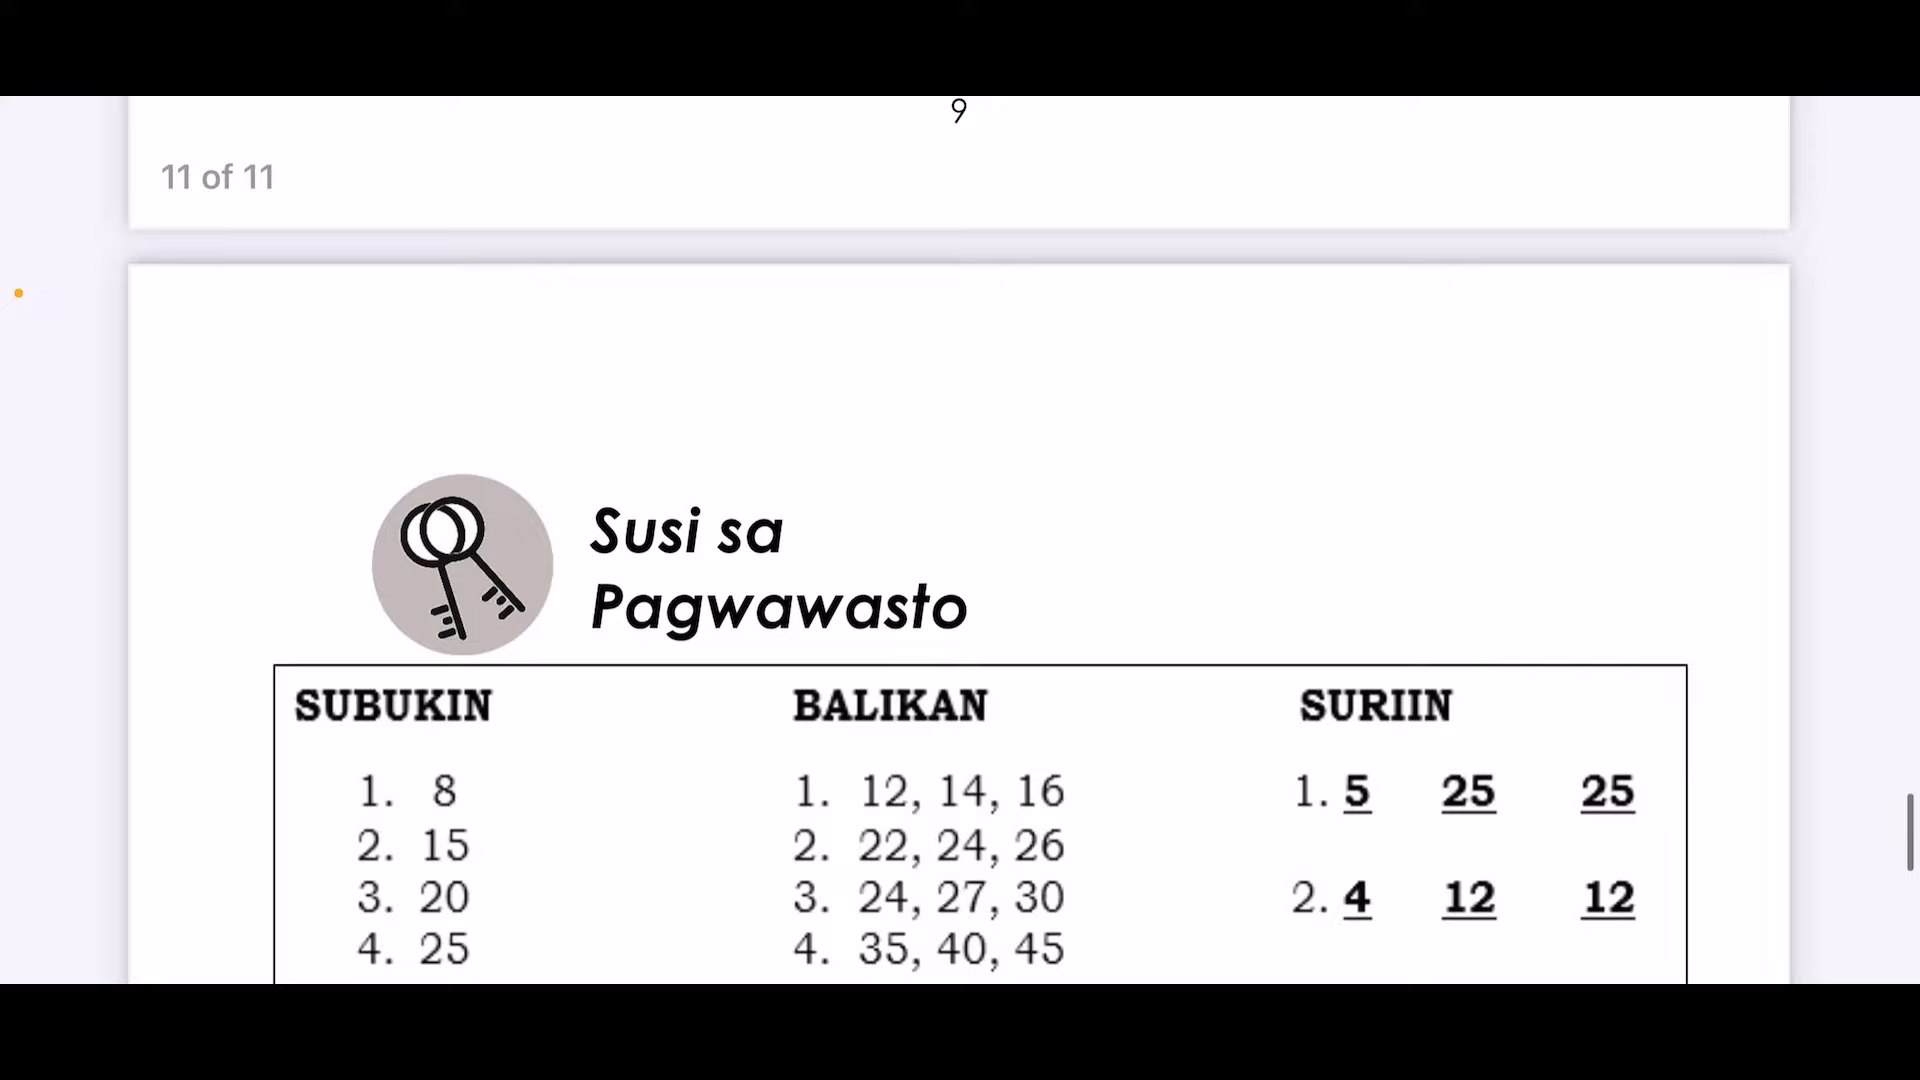 9
11 of 11
Susi sa
Pagwawasto
SUBUKIN BALIKAN SURIIN
1. 8 1. 12, 14, 16 1. 5 25 25
2. 15 2. 22, 24, 26
3. 20 3. 24, 27, 30 2. 4 12 12
4. 25 4. 35, 40, 45